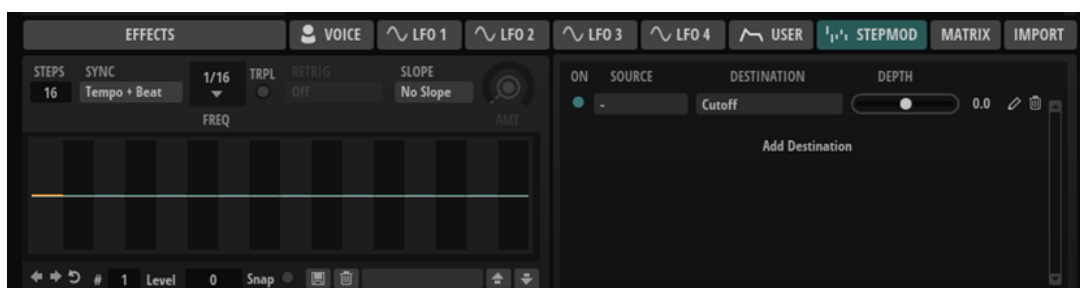 EFFECTS VOICE LFO 1 LFO 2 LFO 3 LFO 4 USER STEPMOD MATRIX IMPORT
STEPS SYNC 1/16 TRPL RETRIG SLOPE
16 Tempo + Beat Off No Slope
FREQ AMT
ON SOURCE DESTINATION DEPTH
- Cutoff 0.0
Add Destination
# 1 Level 0 Snap